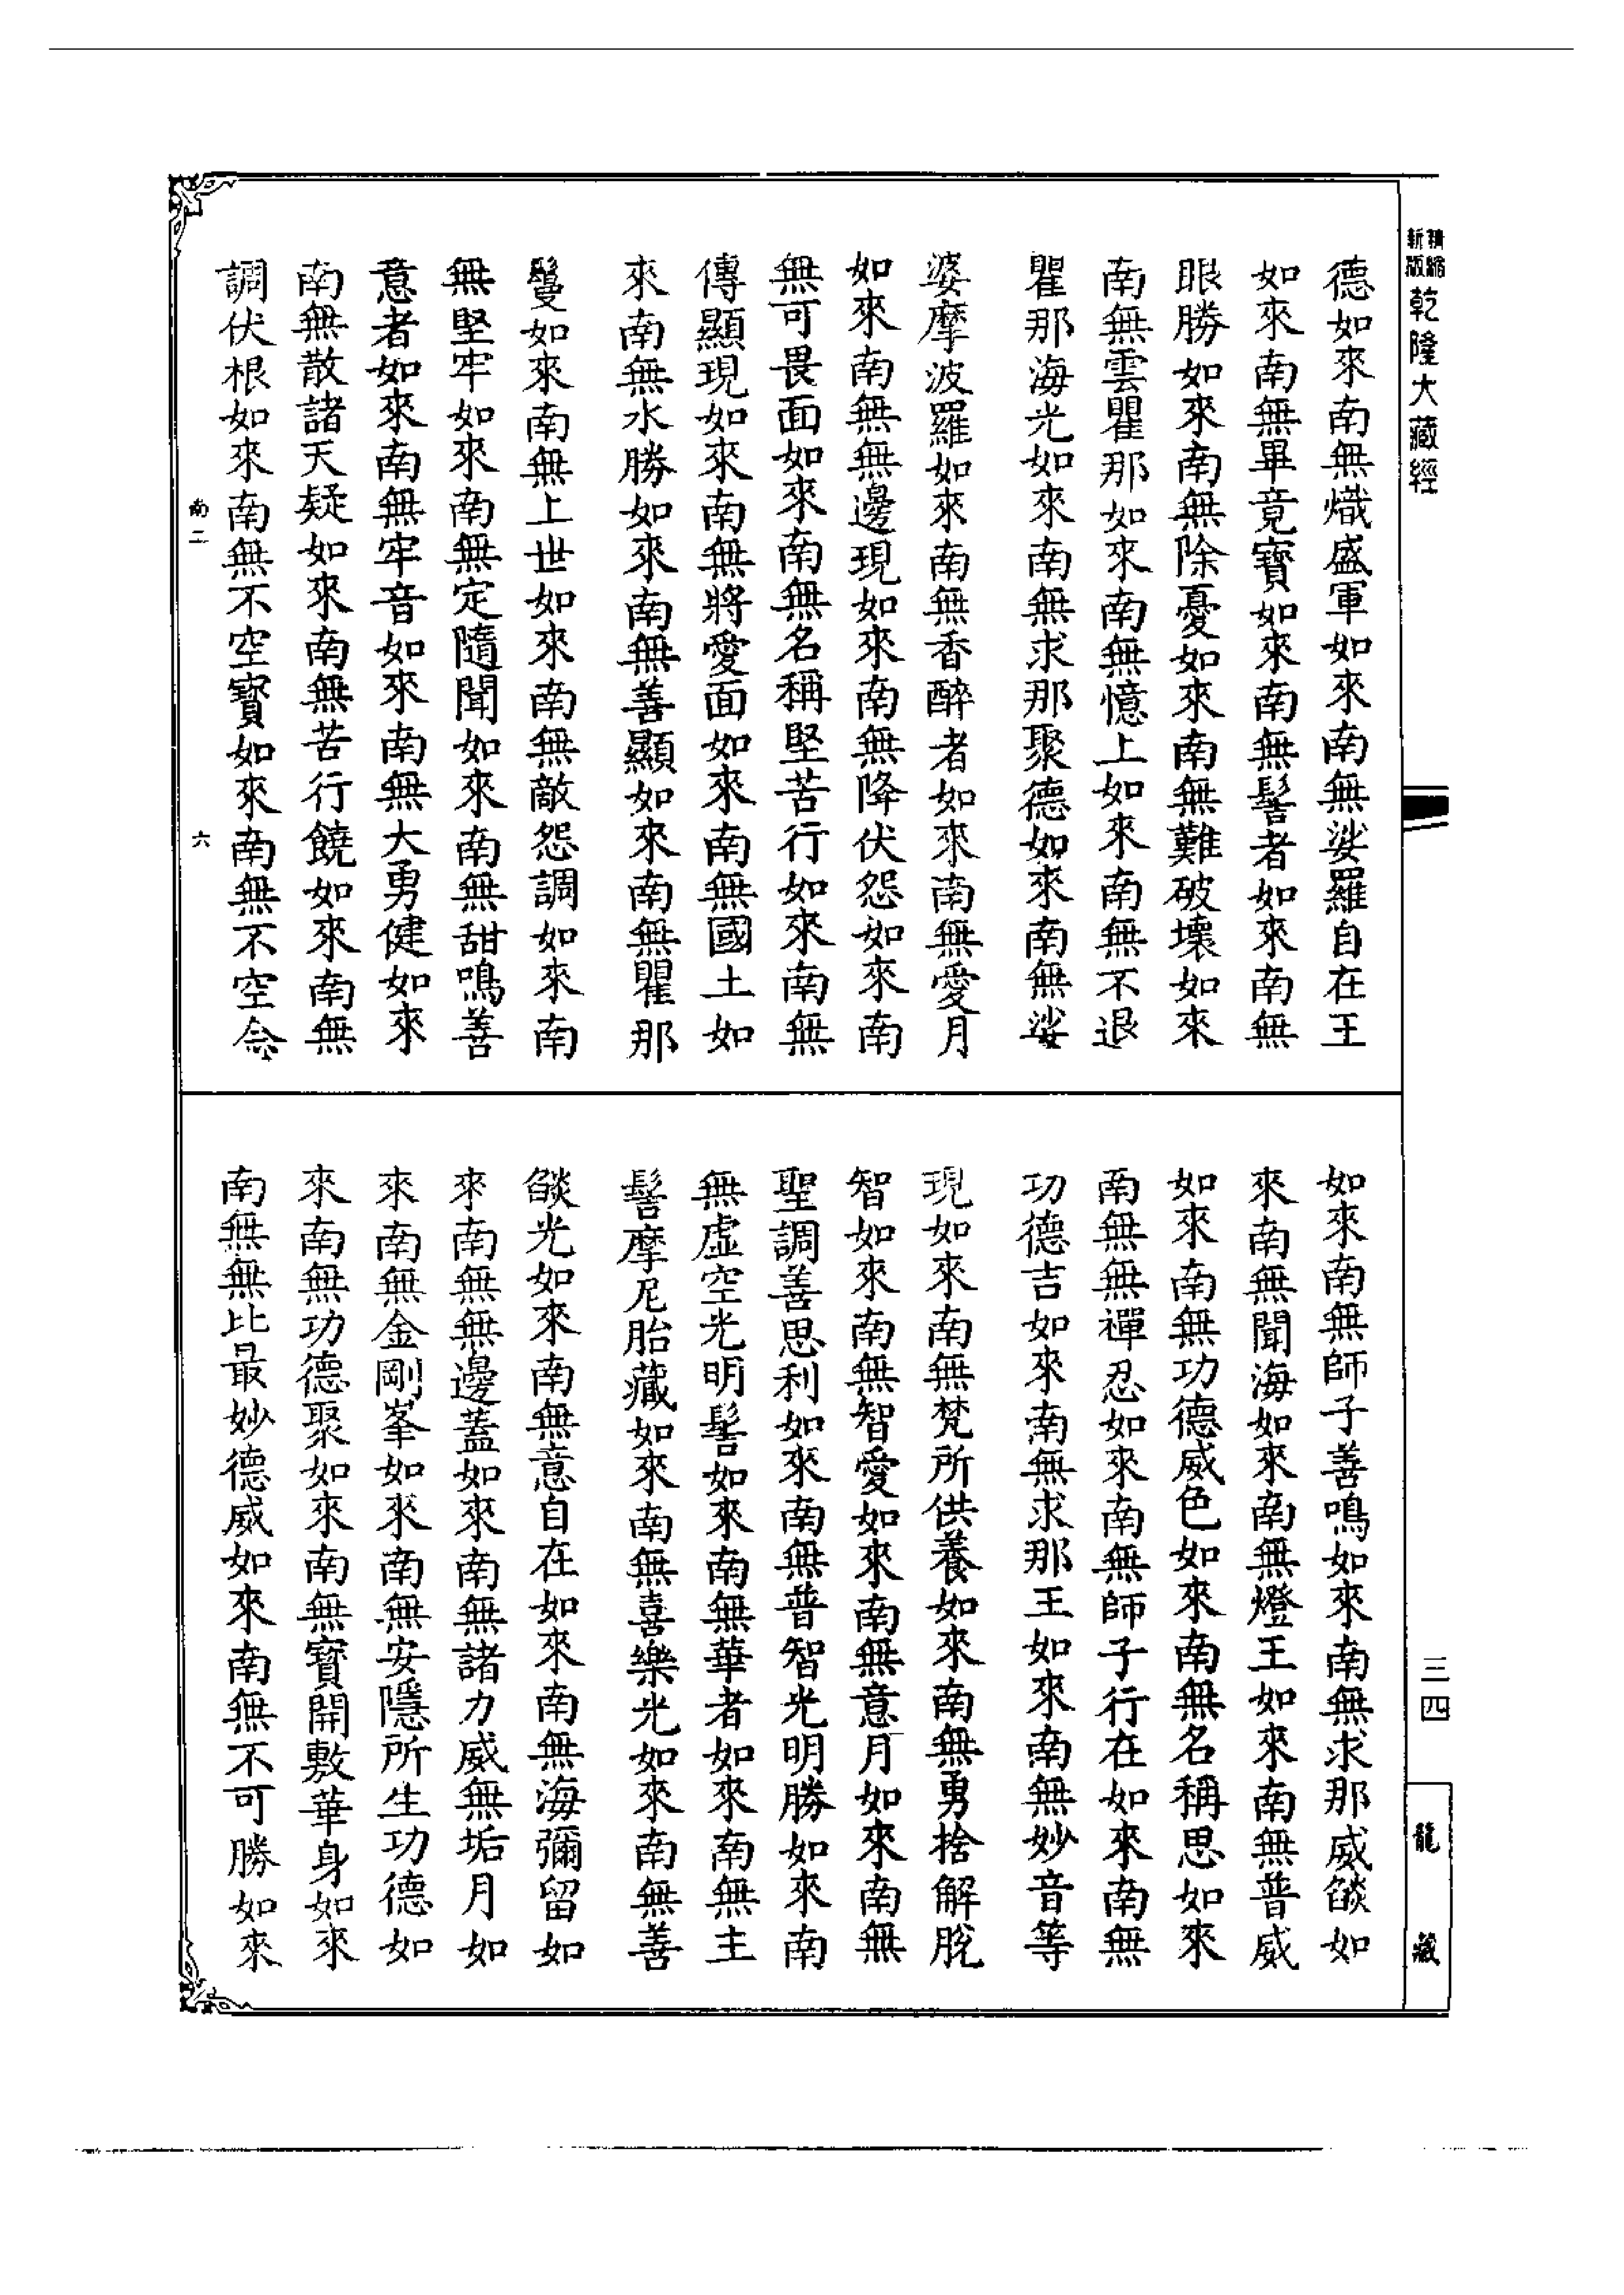 精縮新版乾隆大藏經
德如來南無熾盛軍如來南無娑羅自在王
如來南無畢竟寶如來南無髻者如來南無
眼勝如來南無除憂如來南無難破壞如來
南無雲瞿那如來南無憶上如來南無不退
瞿那海光如來南無求那聚德如來南無娑
婆摩波羅如來南無香醉者如來南無愛月
如來南無無邊現如來南無降伏怨如來南
無可畏面如來南無名稱堅苦行如來南無
傳顯現如來南無將愛面如來南無國土如
來南無水勝如來南無善顯如來南無瞿那
鬘如來南無上世如來南無敵怨調如來南
無堅牢如來南無定隨聞如來南無甜鳴善
意者如來南無牢音如來南無大勇健如來
南無散諸天疑如來南無苦行饒如來南無
調伏根如來南無不空寶如來南無不空念
南二 六
如來南無師子善鳴如來南無求那威燄如
來南無聞海如來南無燈王如來南無普威
如來南無功德威色如來南無名稱思如來
南無無禪忍如來南無師子行在如來南無
功德吉如來南無求那王如來南無妙音等
現如來南無梵所供養如來南無勇捨解脫
智如來南無智愛如來南無意月如來南無
聖調善思利如來南無普智光明勝如來南
無虛空光明髻如來南無華者如來南無主
髻摩尼胎藏如來南無喜樂光如來南無善
燄光如來南無意自在如來南無海彌留如
來南無無邊蓋如來南無諸力威無垢月如
來南無金剛峯如來南無安隱所生功德如
來南無功德聚如來南無寶開敷華身如來
南無無比最妙德威如來南無不可勝如來
三四
龍藏